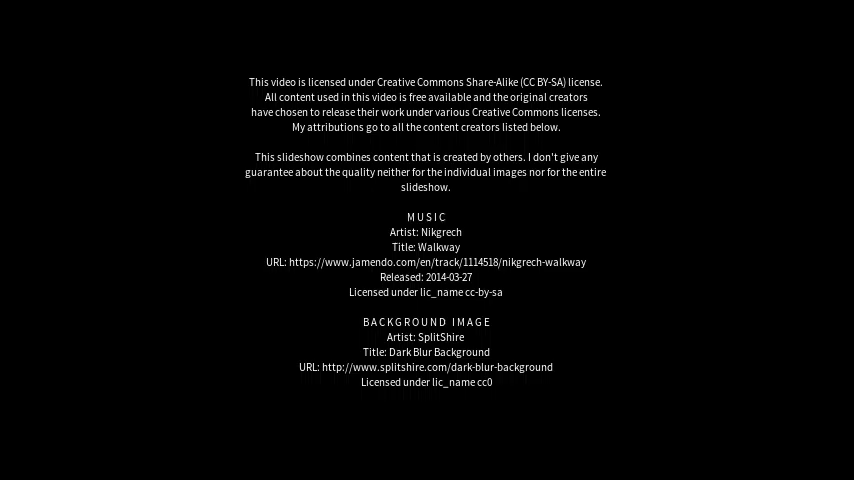 This video is licensed under Creative Commons Share-Alike (CC BY-SA) license.
All content used in this video is free available and the original creators
have chosen to release their work under various Creative Commons licenses.
My attributions go to all the content creators listed below.
This slideshow combines content that is created by others. I don't give any
guarantee about the quality neither for the individual images nor for the entire
slideshow.
MUSIC
Artist: Nikgrech
Title: Walkway
URL: https://www.jamendo.com/en/track/1114518/nikgrech-walkway
Released: 2014-03-27
Licensed under lic_name cc-by-sa
BACKGROUND IMAGE
Artist: SplitShire
Title: Dark Blur Background
URL: http://www.splitshire.com/dark-blur-background
Licensed under lic_name cc0